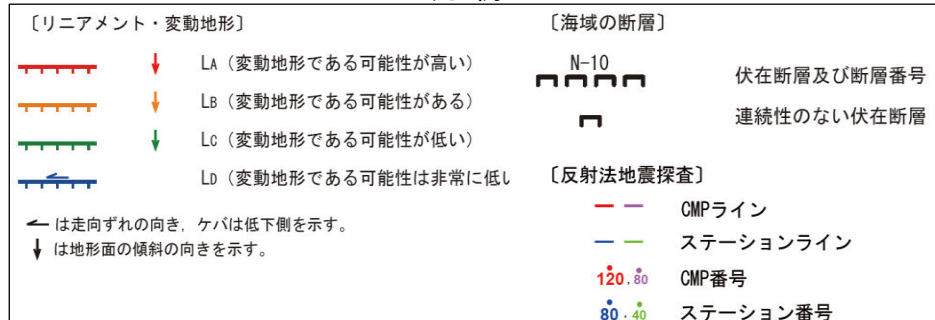 〔リニアメント・変動地形〕
LA（変動地形である可能性が高い）
LB（変動地形である可能性がある）
LC（変動地形である可能性が低い）
LD（変動地形である可能性は非常に低い
は走向ずれの向き，ケバは低下側を示す。
は地形面の傾斜の向きを示す。
〔海域の断層〕
N-10
伏在断層及び断層番号
連続性のない伏在断層
〔反射法地震探査〕
CMPライン
ステーションライン
120．80 CMP番号
80．40 ステーション番号